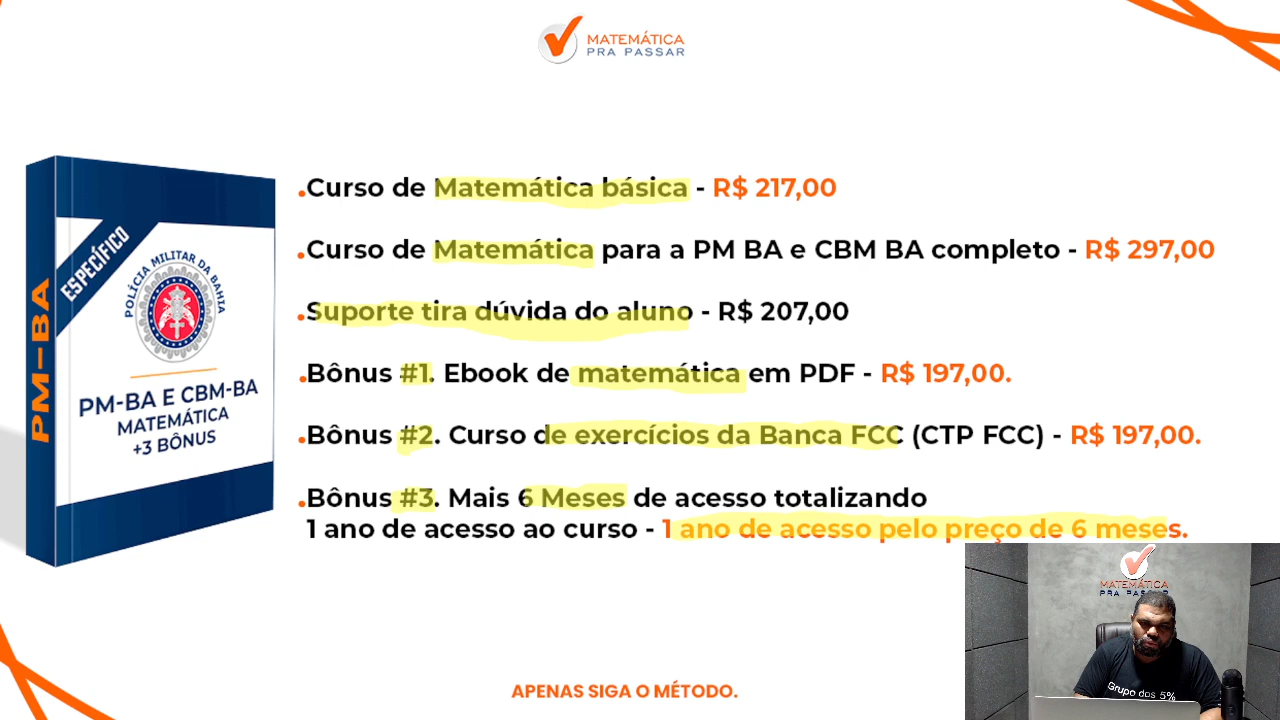 MATEMÁTICA
PRA PASSAR
.Curso de Matemática básica - R$ 217,00
.Curso de Matemática para a PM BA e CBM BA completo - R$ 297,00
.Suporte tira dúvida do aluno - R$ 207,00
.Bônus #1. Ebook de matemática em PDF - R$ 197,00.
.Bônus #2. Curso de exercícios da Banca FCC (CTP FCC) - R$ 197,00.
.Bônus #3. Mais 6 Meses de acesso totalizando
1 ano de acesso ao curso - 1 ano de acesso pelo preço de 6 meses.
PM-BA
ESPECÍFICO
POLÍCIA MILITAR DA BAHIA
PM-BA E CBM-BA
MATEMÁTICA
+3 BÔNUS
MATEMÁTICA
PRA PASSAR
Grupo dos 5%
APENAS SIGA O MÉTODO.